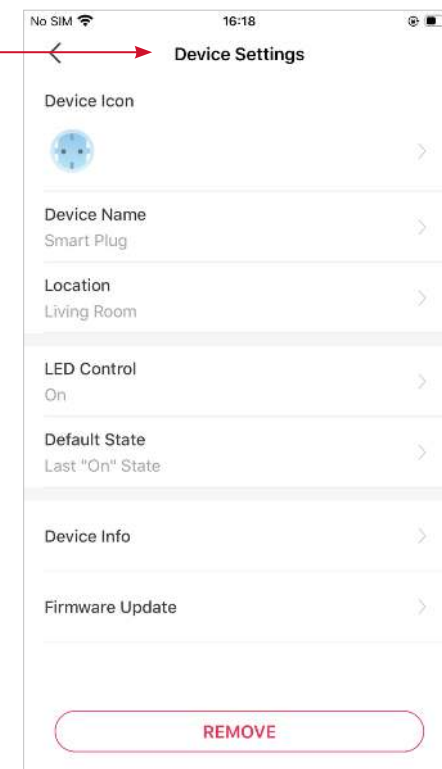 No SIM 16:18
Device Settings
Device Icon
Device Name
Smart Plug
Location
Living Room
LED Control
On
Default State
Last "On" State
Device Info
Firmware Update
REMOVE